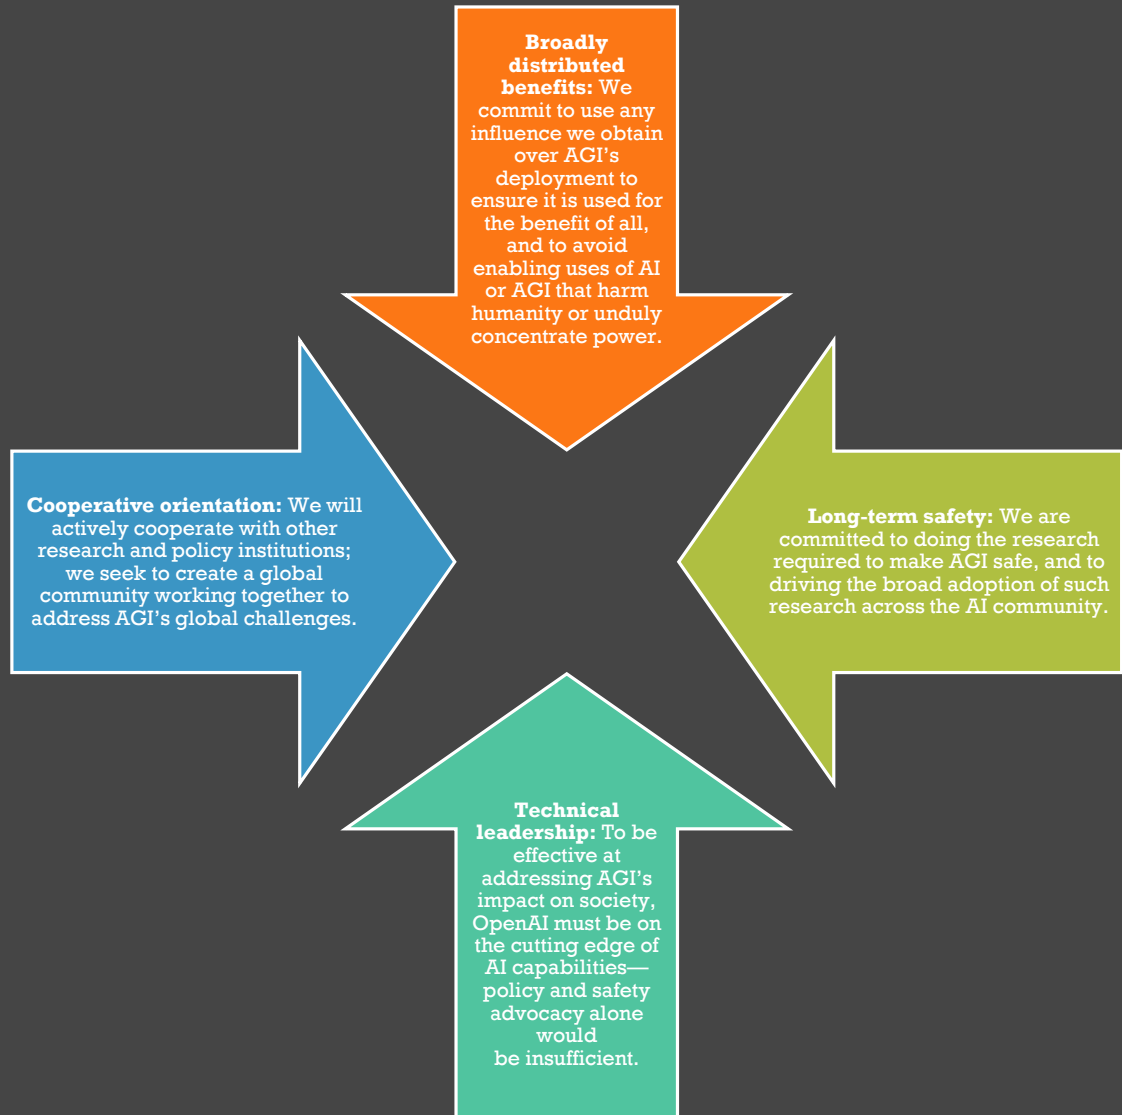 Broadly
distributed
benefits: We
commit to use any
influence we obtain
over AGI’s
deployment to
ensure it is used for
the benefit of all,
and to avoid
enabling uses of AI
or AGI that harm
humanity or unduly
concentrate power.
Cooperative orientation: We will
actively cooperate with other
research and policy institutions;
we seek to create a global
community working together to
address AGI’s global challenges.
Long-term safety: We are
committed to doing the research
required to make AGI safe, and to
driving the broad adoption of such
research across the AI community.
Technical
leadership: To be
effective at
addressing AGI’s
impact on society,
OpenAI must be on
the cutting edge of
AI capabilities—
policy and safety
advocacy alone
would
be insufficient.